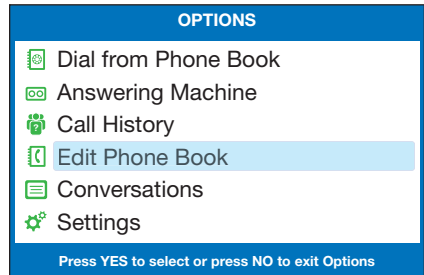 OPTIONS
Dial from Phone Book
Answering Machine
Call History
Edit Phone Book
Conversations
Settings
Press YES to select or press NO to exit Options